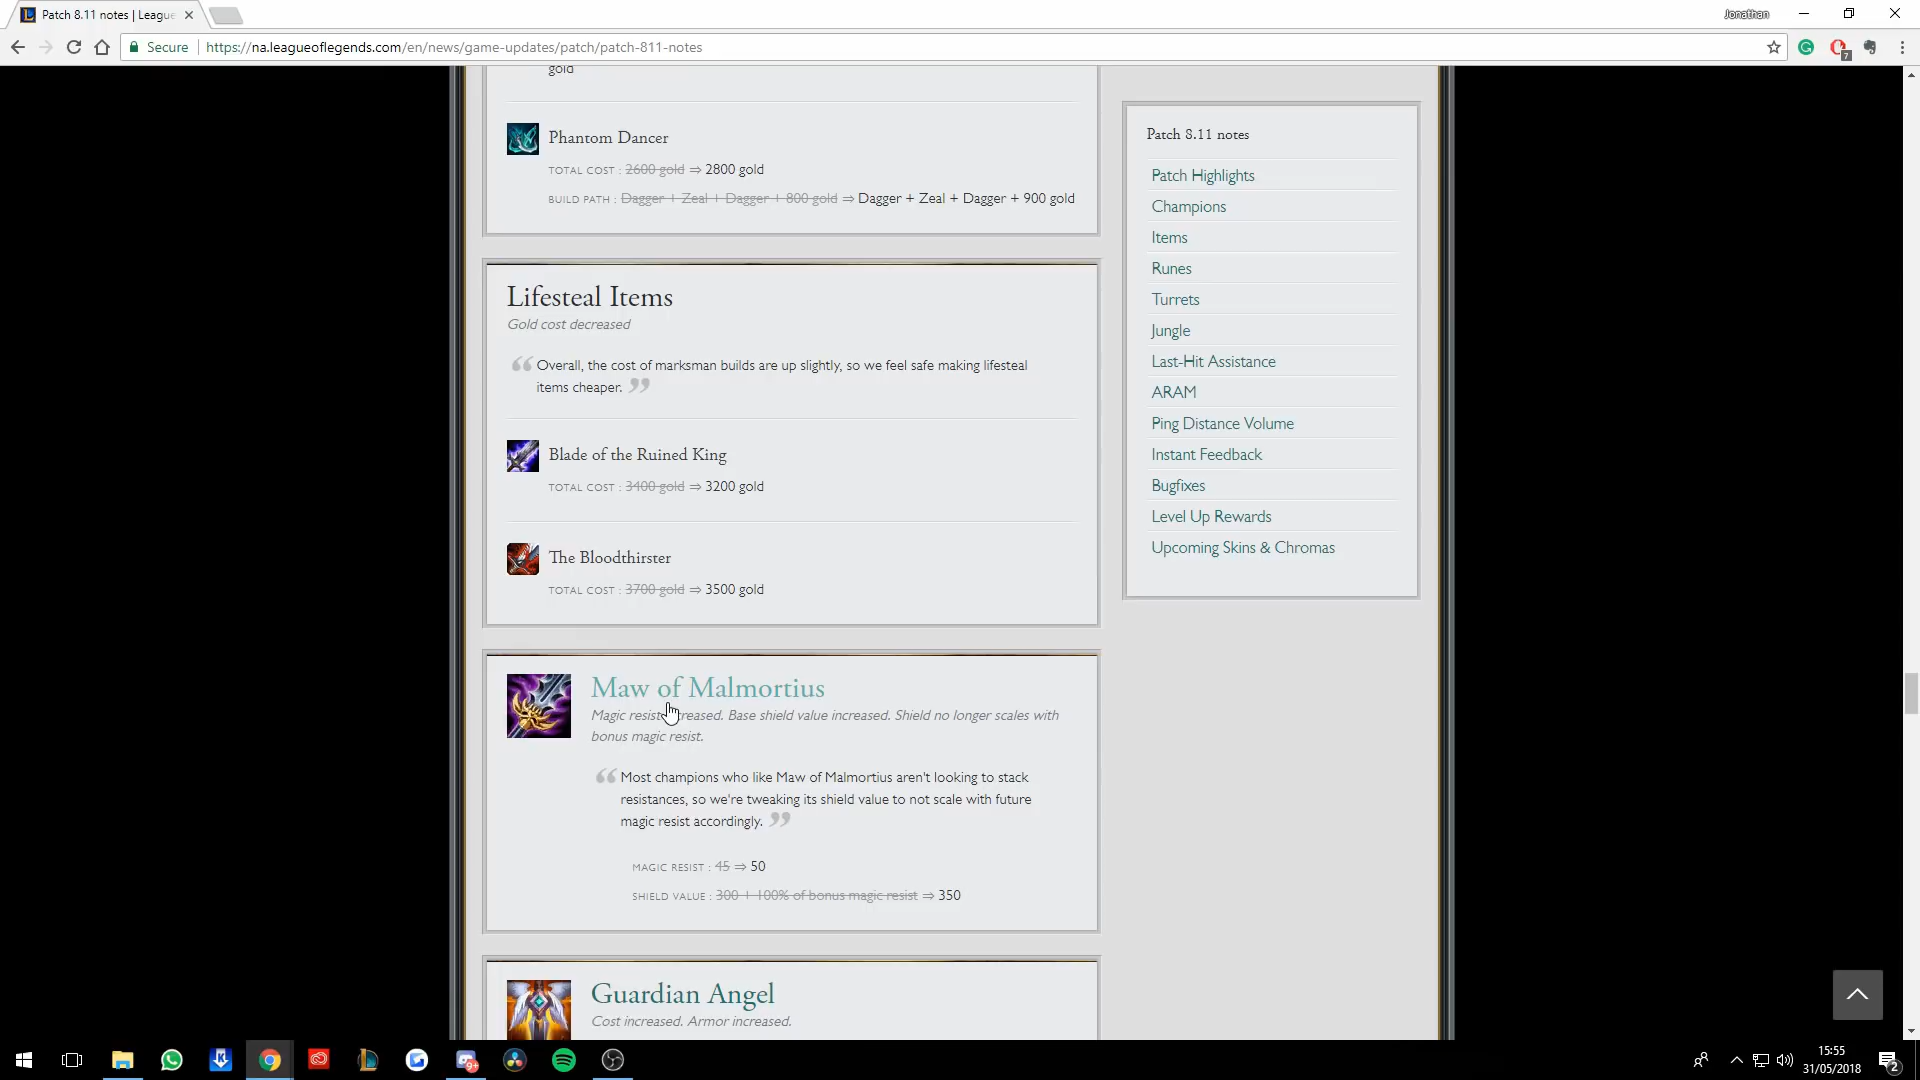 Patch 8.11 notes | League
Jonathan
Secure
https://na.leagueoflegends.com/en/news/game-updates/patch/patch-811-notes
7
gold
Phantom Dancer
TOTAL COST : 2600 gold ⇒ 2800 gold
BUILD PATH : Dagger + Zeal + Dagger + 800 gold ⇒ Dagger + Zeal + Dagger + 900 gold
Lifesteal Items
Gold cost decreased
“ Overall, the cost of marksman builds are up slightly, so we feel safe making lifesteal
items cheaper. ”
Blade of the Ruined King
TOTAL COST : 3400 gold ⇒ 3200 gold
The Bloodthirster
TOTAL COST : 3700 gold ⇒ 3500 gold
Maw of Malmortius
Magic resist increased. Base shield value increased. Shield no longer scales with
bonus magic resist.
“ Most champions who like Maw of Malmortius aren't looking to stack
resistances, so we're tweaking its shield value to not scale with future
magic resist accordingly. ”
MAGIC RESIST : 45 ⇒ 50
SHIELD VALUE : 300 + 100% of bonus magic resist ⇒ 350
Guardian Angel
Cost increased. Armor increased.
Patch 8.11 notes
Patch Highlights
Champions
Items
Runes
Turrets
Jungle
Last-Hit Assistance
ARAM
Ping Distance Volume
Instant Feedback
Bugfixes
Level Up Rewards
Upcoming Skins & Chromas
9+
15:55
31/05/2018
2